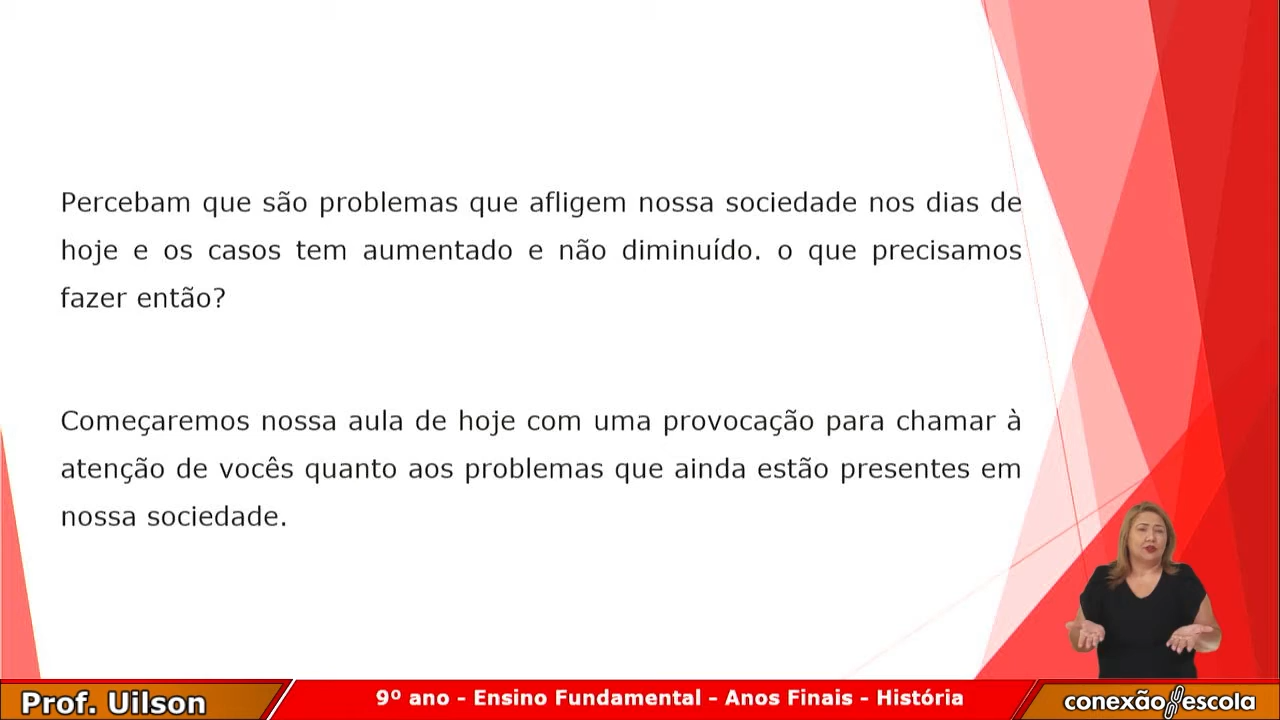 Percebam que são problemas que afligem nossa sociedade nos dias de
hoje e os casos tem aumentado e não diminuído. o que precisamos
fazer então?
Começaremos nossa aula de hoje com uma provocação para chamar à
atenção de vocês quanto aos problemas que ainda estão presentes em
nossa sociedade.
Prof. Uilson
9º ano - Ensino Fundamental - Anos Finais - História
conexão escola